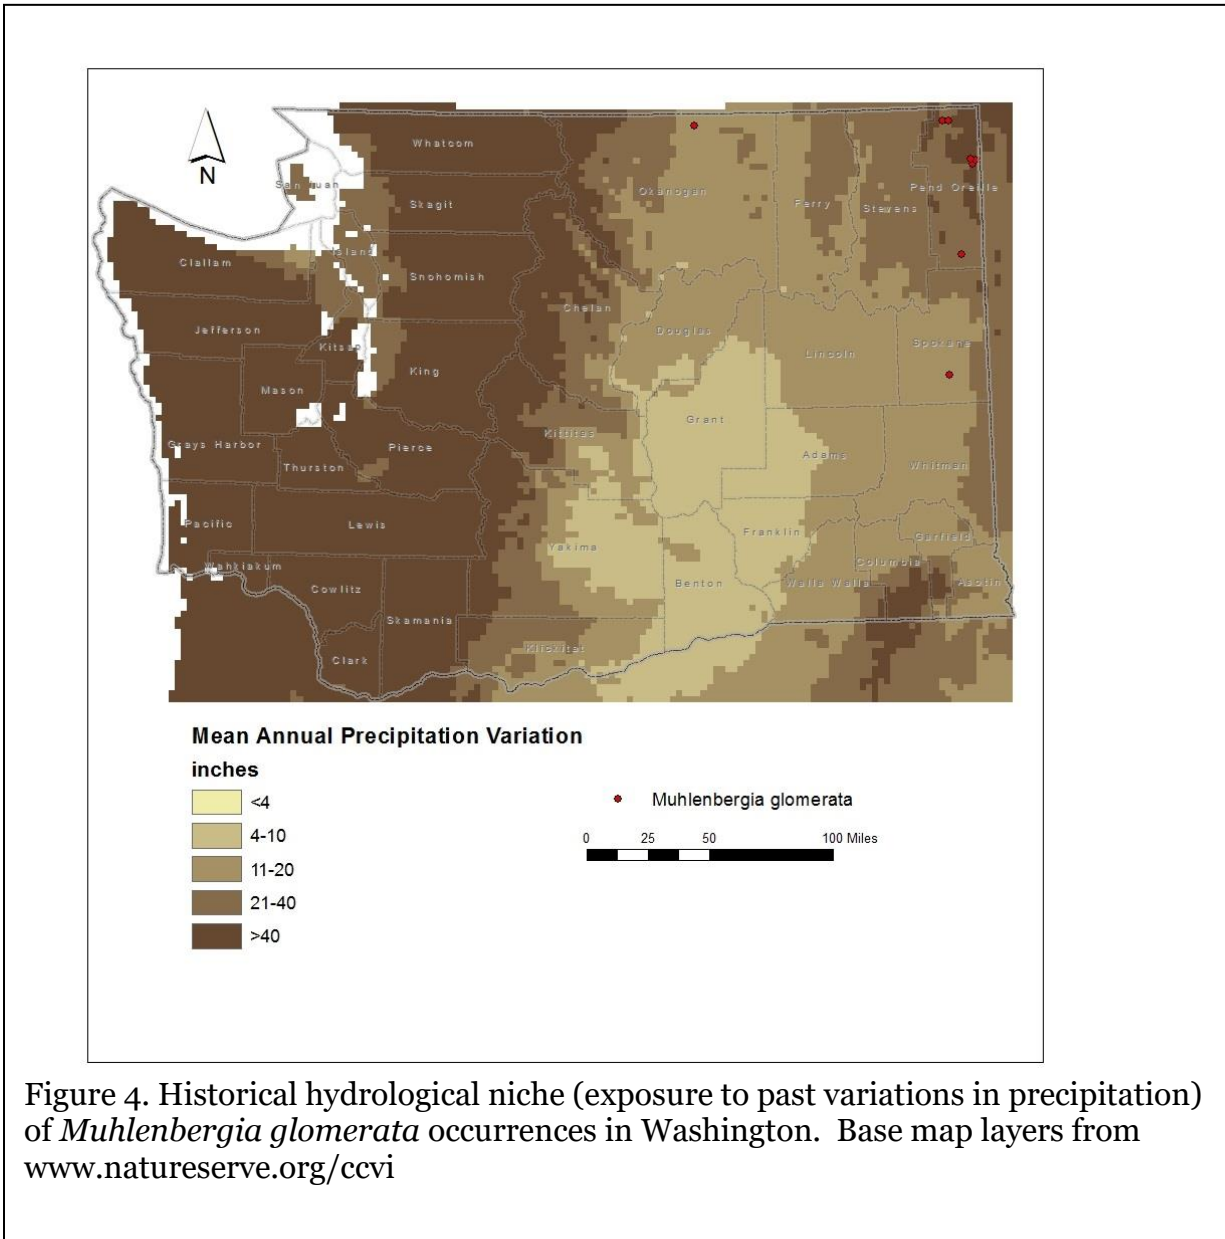 N
Whatcom
San Juan
Skagit
Okanogan
Ferry
Stevens
Pend Oreille
Island
Clallam
Snohomish
Chelan
Jefferson
Kitsap
Douglas
Lincoln
Spokane
King
Mason
Grant
Grays Harbor
Pierce
Kittitas
Thurston
Adams
Whitman
Pacific
Lewis
Yakima
Franklin
Garfield
Wahkiakum
Columbia
Cowlitz
Benton
Walla Walla
Asotin
Skamania
Clark
Klickitat
Mean Annual Precipitation Variation
inches
<4
4-10
11-20
21-40
>40
Muhlenbergia glomerata
0 25 50 100 Miles
Figure 4. Historical hydrological niche (exposure to past variations in precipitation)
of Muhlenbergia glomerata occurrences in Washington. Base map layers from
www.natureserve.org/ccvi